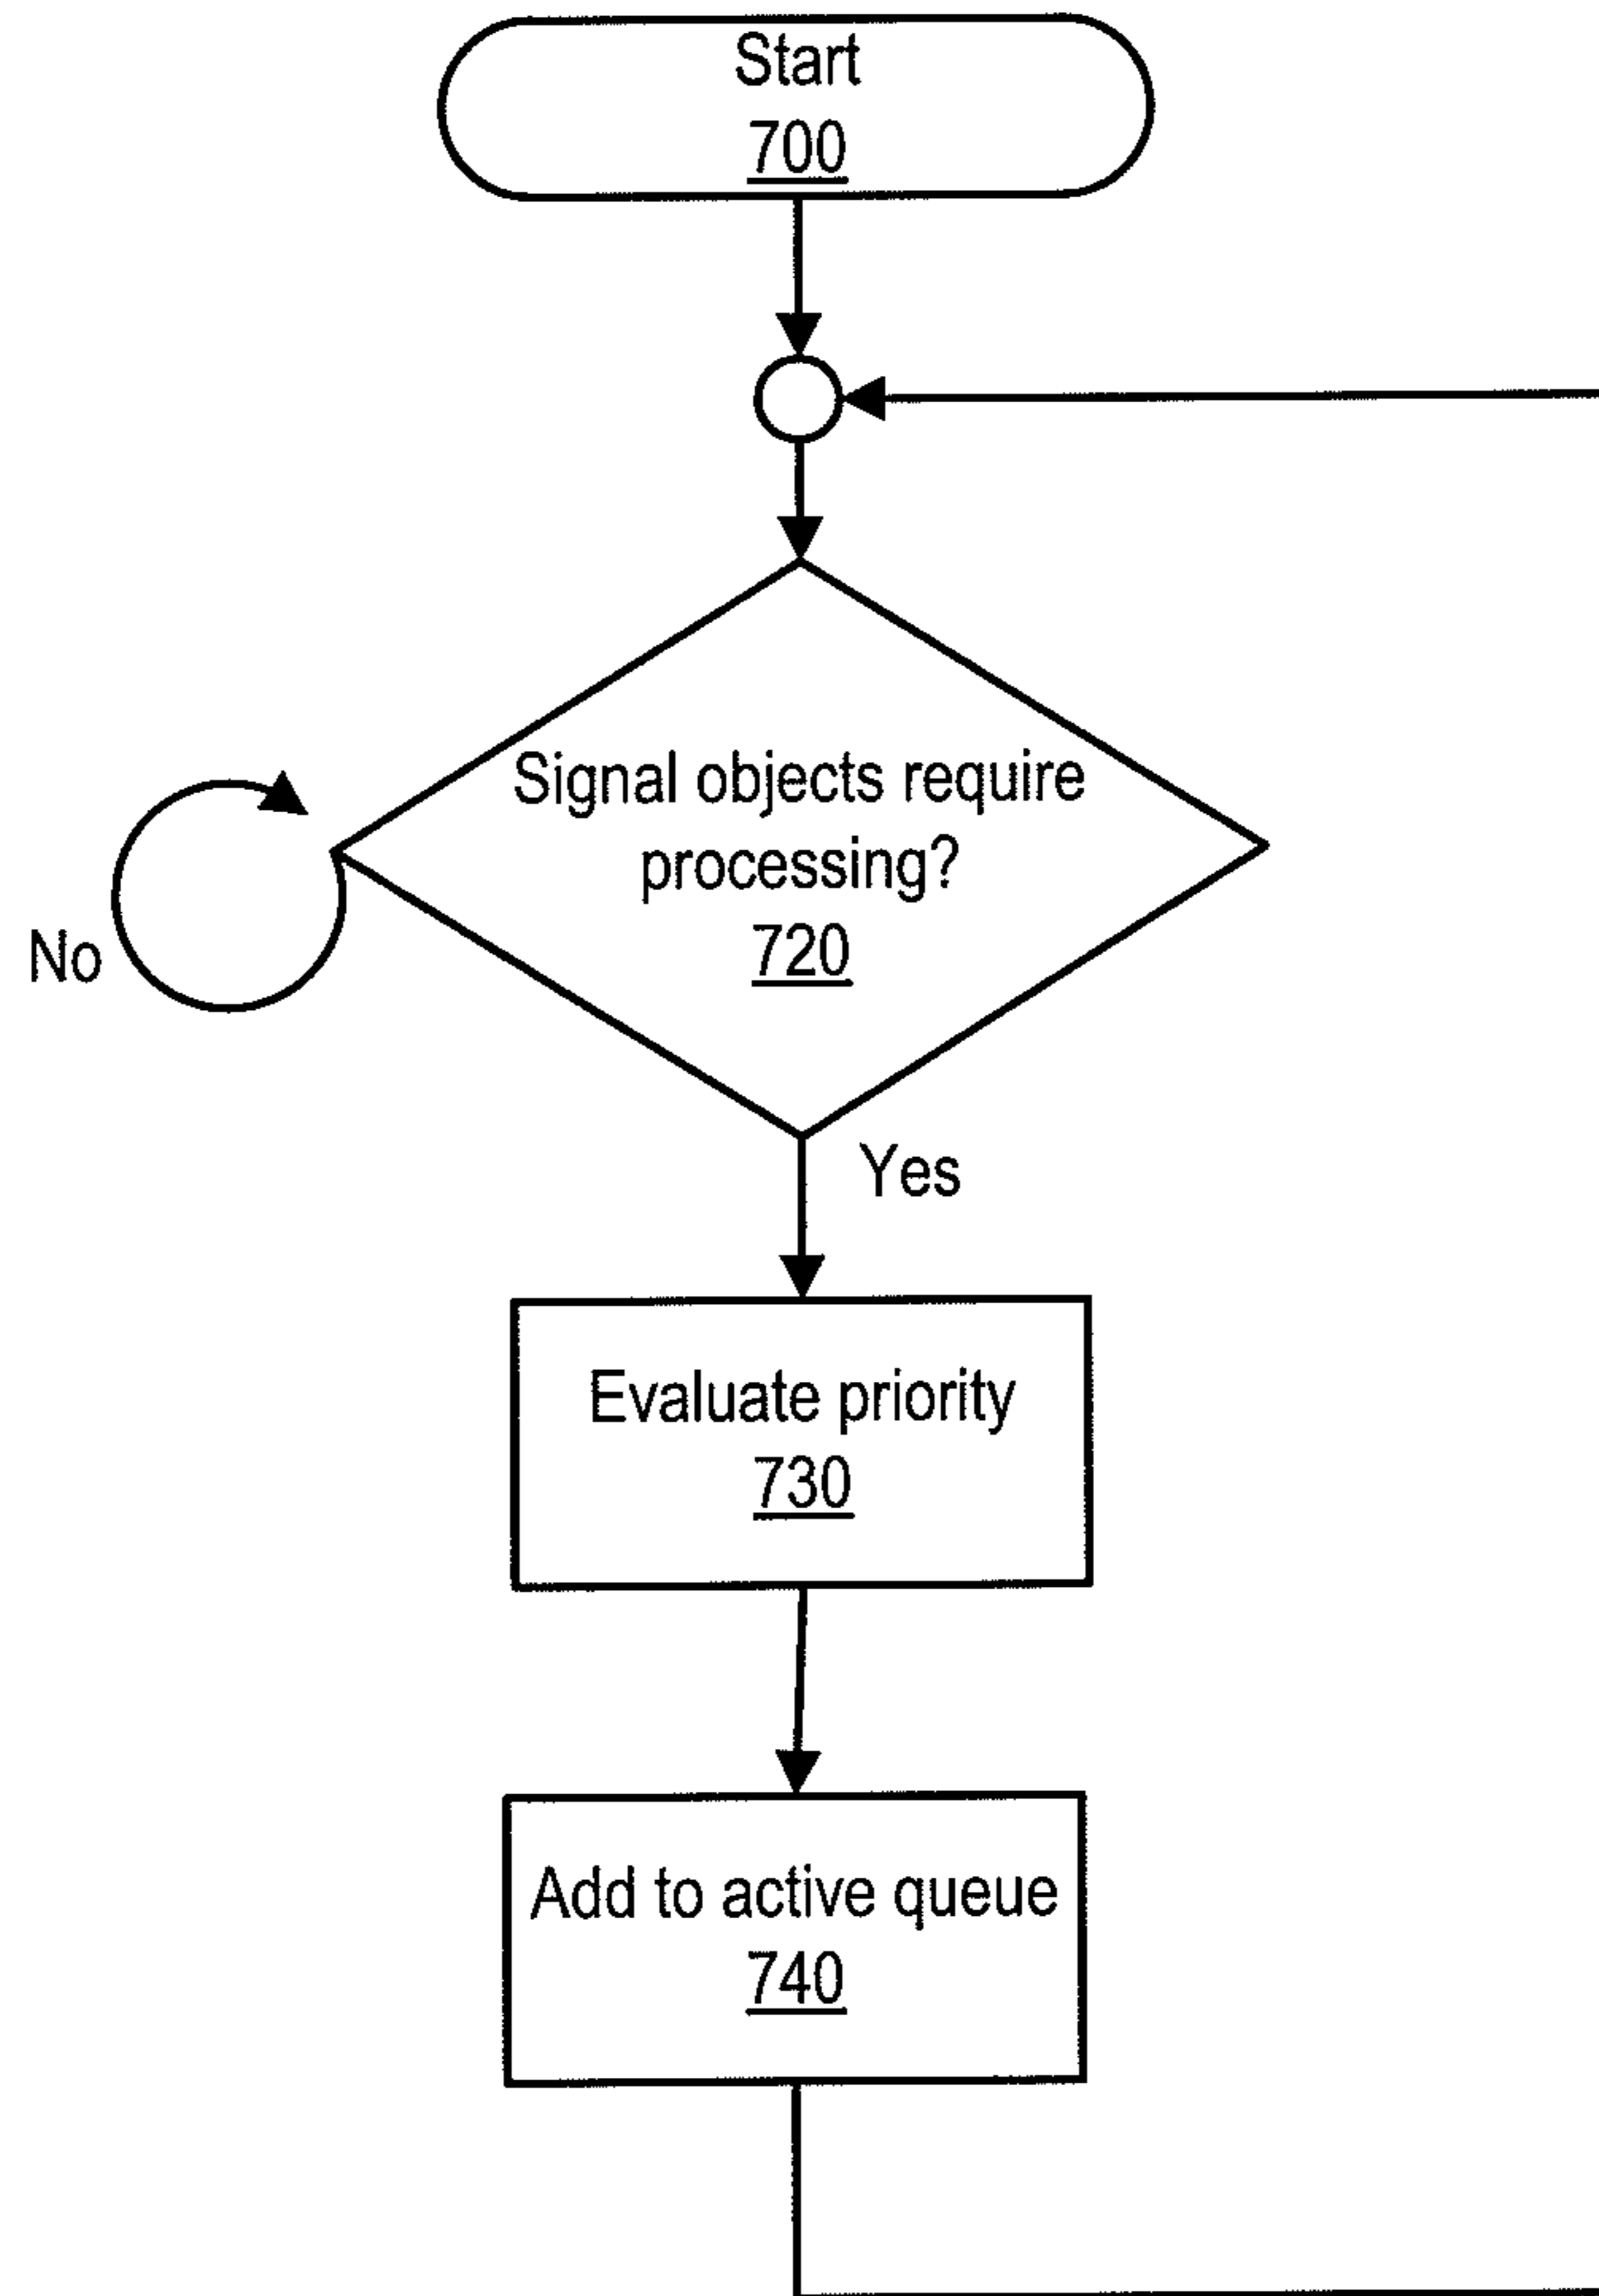 Start
700
Signal objects require
processing?
720
No
Yes
Evaluate priority
730
Add to active queue
740